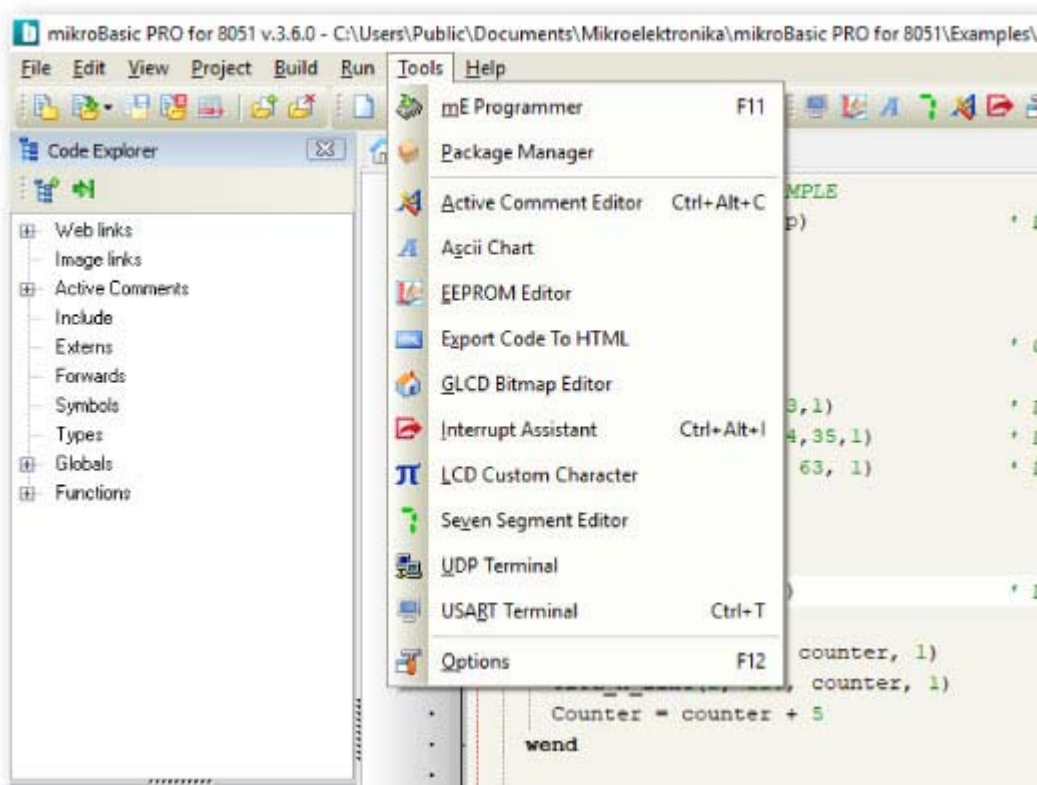 mikroBasic PRO for 8051 v.3.6.0 - C:\Users\Public\Documents\Mikroelektronika\mikroBasic PRO for 8051\Examples\
File Edit View Project Build Run Tools Help
mE Programmer F11
Code Explorer
Package Manager
Active Comment Editor Ctrl+Alt+C
Ascii Chart
EEPROM Editor
Export Code To HTML
GLCD Bitmap Editor
Interrupt Assistant Ctrl+Alt+I
LCD Custom Character
Seven Segment Editor
UDP Terminal
USART Terminal Ctrl+T
Options F12
Web links
Image links
Active Comments
Include
Externs
Forwards
Symbols
Types
Globals
Functions
MPLE
p)
3,1)
4,35,1)
63, 1)
)
counter, 1)
counter, 1)
Counter = counter + 5
wend